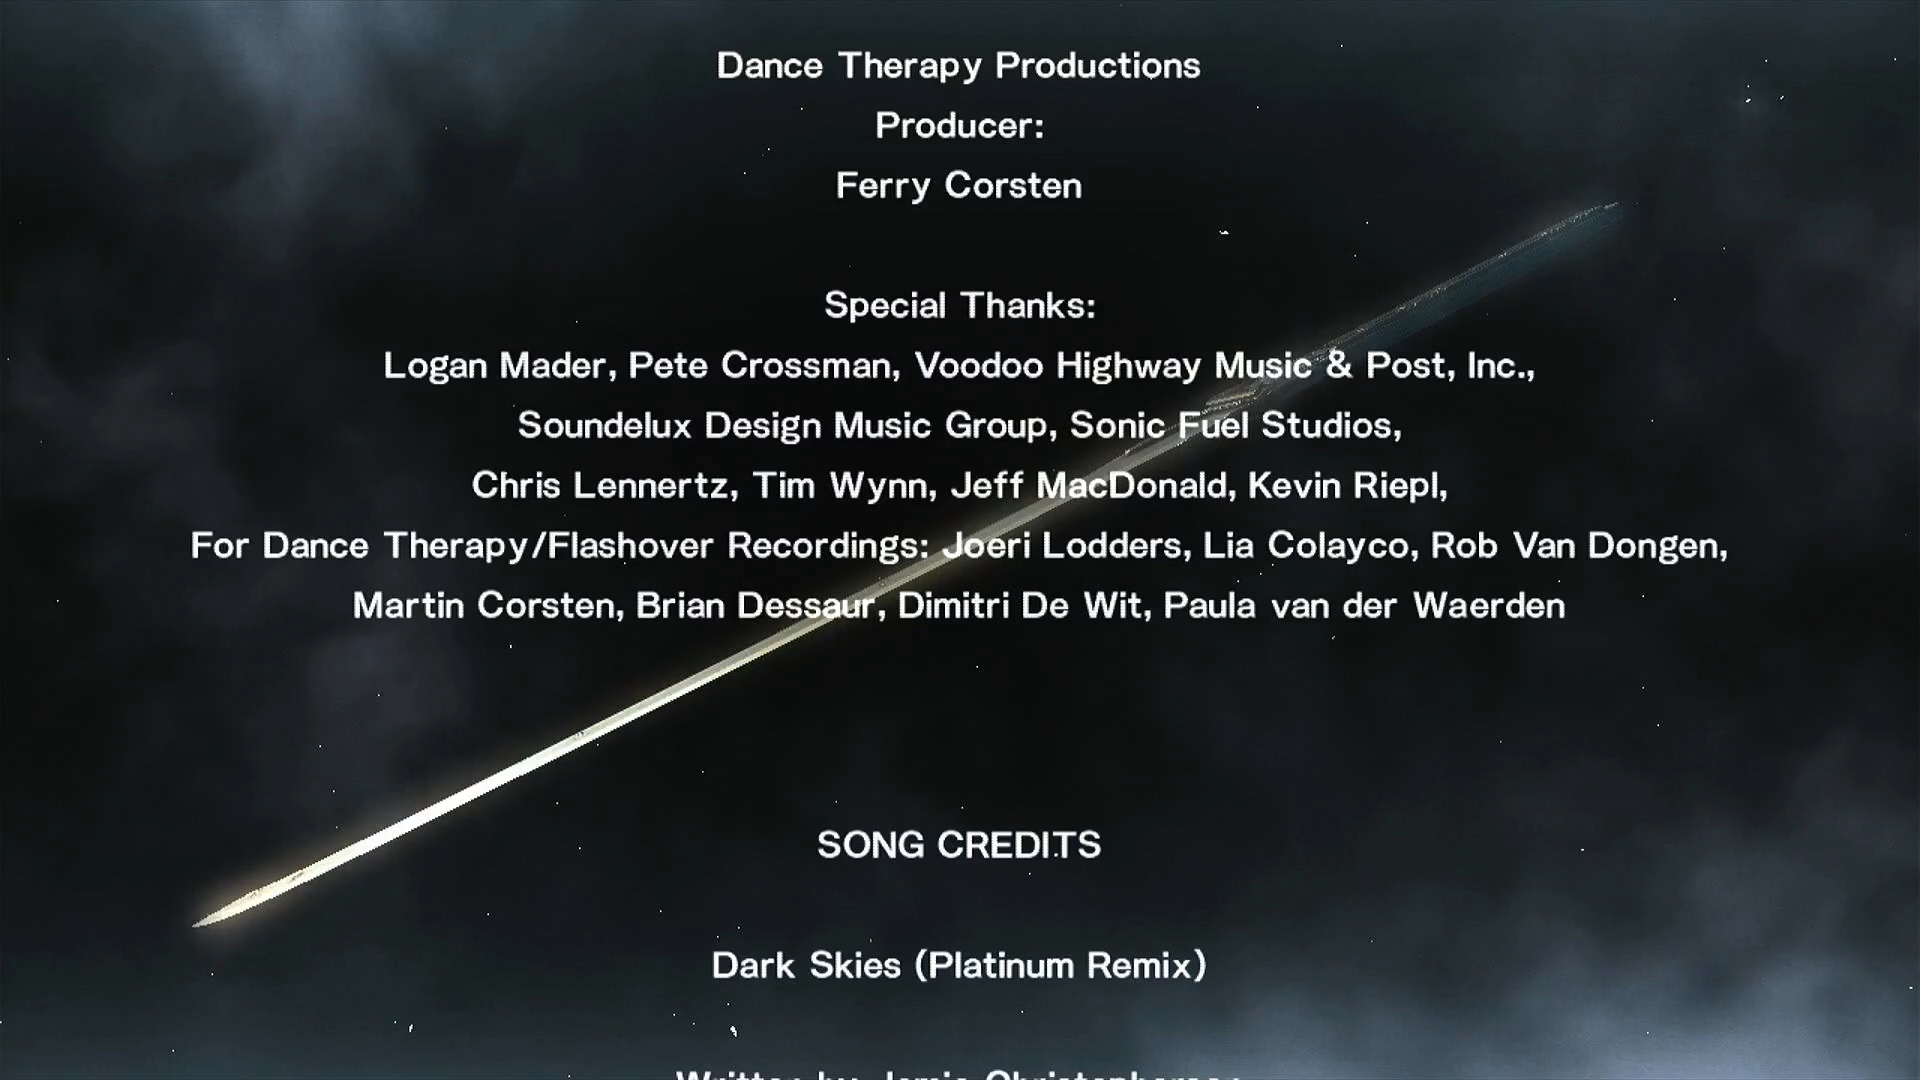 Dance Therapy Productions
Producer:
Ferry Corsten
Special Thanks:
Logan Mader, Pete Crossman, Voodoo Highway Music & Post, Inc.,
Soundelux Design Music Group, Sonic Fuel Studios,
Chris Lennertz, Tim Wynn, Jeff MacDonald, Kevin Riepl,
For Dance Therapy/Flashover Recordings: Joeri Lodders, Lia Colayco, Rob Van Dongen,
Martin Corsten, Brian Dessaur, Dimitri De Wit, Paula van der Waerden
SONG CREDITS
Dark Skies (Platinum Remix)
Written by Jamie